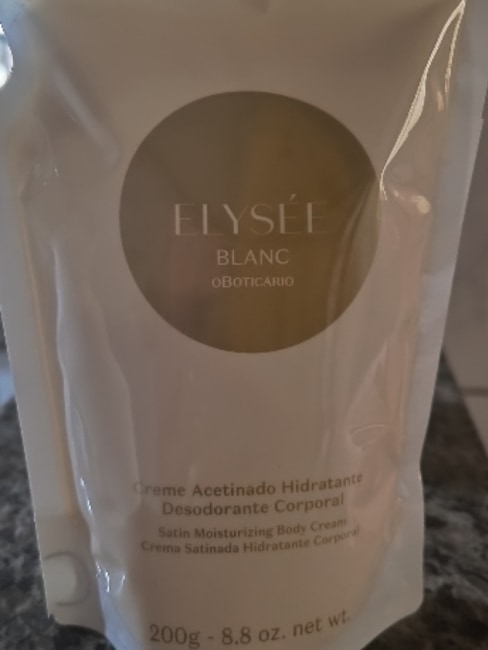 ELYSÉE
BLANC
oBOTICÁRIO
Creme Acetinado Hidratante
Desodorante Corporal
Satin Moisturizing Body Cream
Crema Satinada Hidratante Corporal
200g - 8.8 oz. net wt.